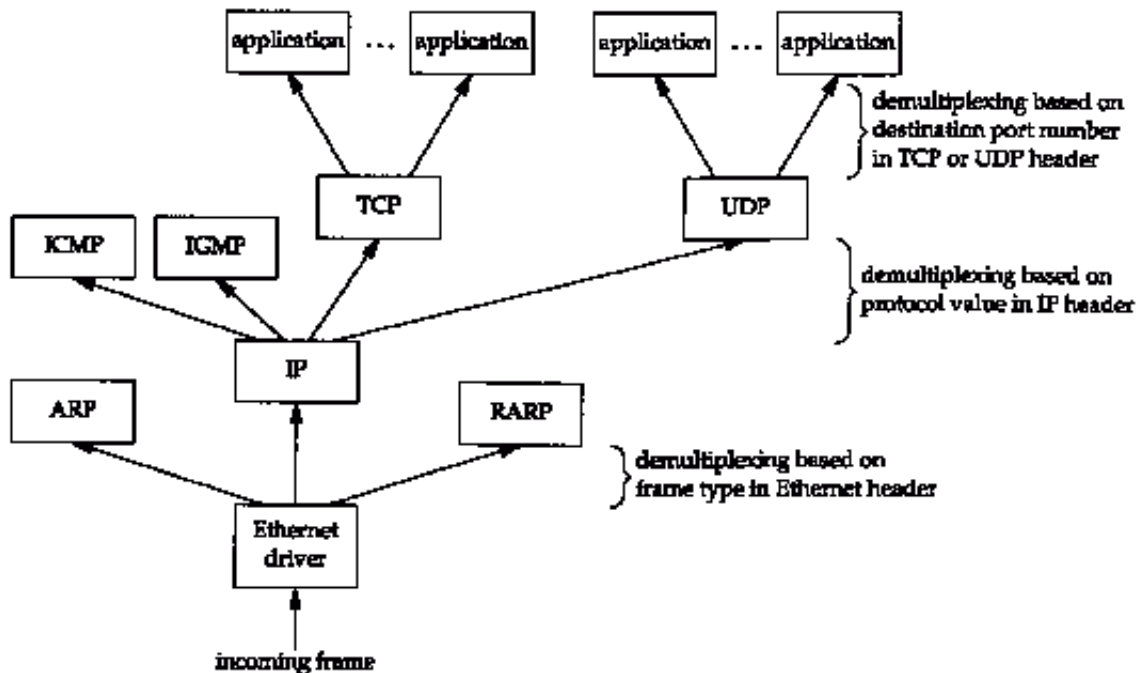 application ... application application ... application
demultiplexing based on
destination port number
in TCP or UDP header
TCP UDP
ICMP IGMP
demultiplexing based on
protocol value in IP header
IP
ARP RARP
demultiplexing based on
frame type in Ethernet header
Ethernet
driver
incoming frame